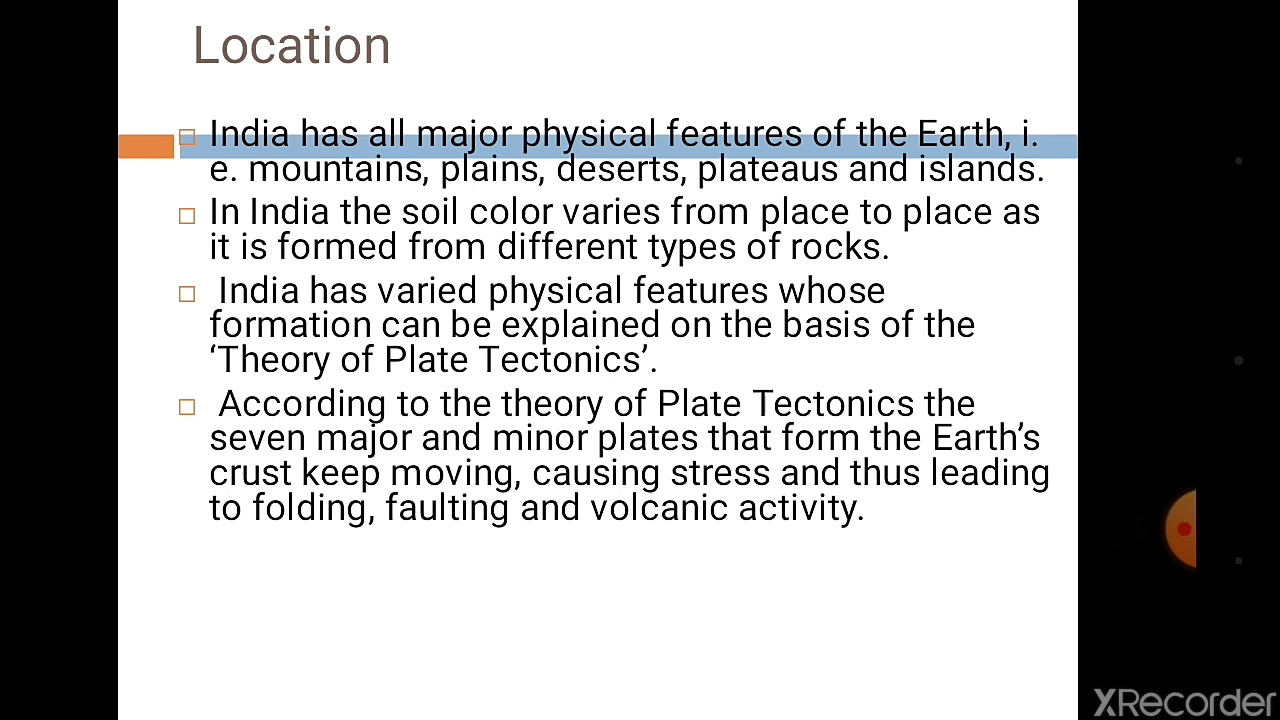 Location
India has all major physical features of the Earth, i.
e. mountains, plains, deserts, plateaus and islands.
In India the soil color varies from place to place as
it is formed from different types of rocks.
India has varied physical features whose
formation can be explained on the basis of the
‘Theory of Plate Tectonics’.
According to the theory of Plate Tectonics the
seven major and minor plates that form the Earth’s
crust keep moving, causing stress and thus leading
to folding, faulting and volcanic activity.
XRecorder